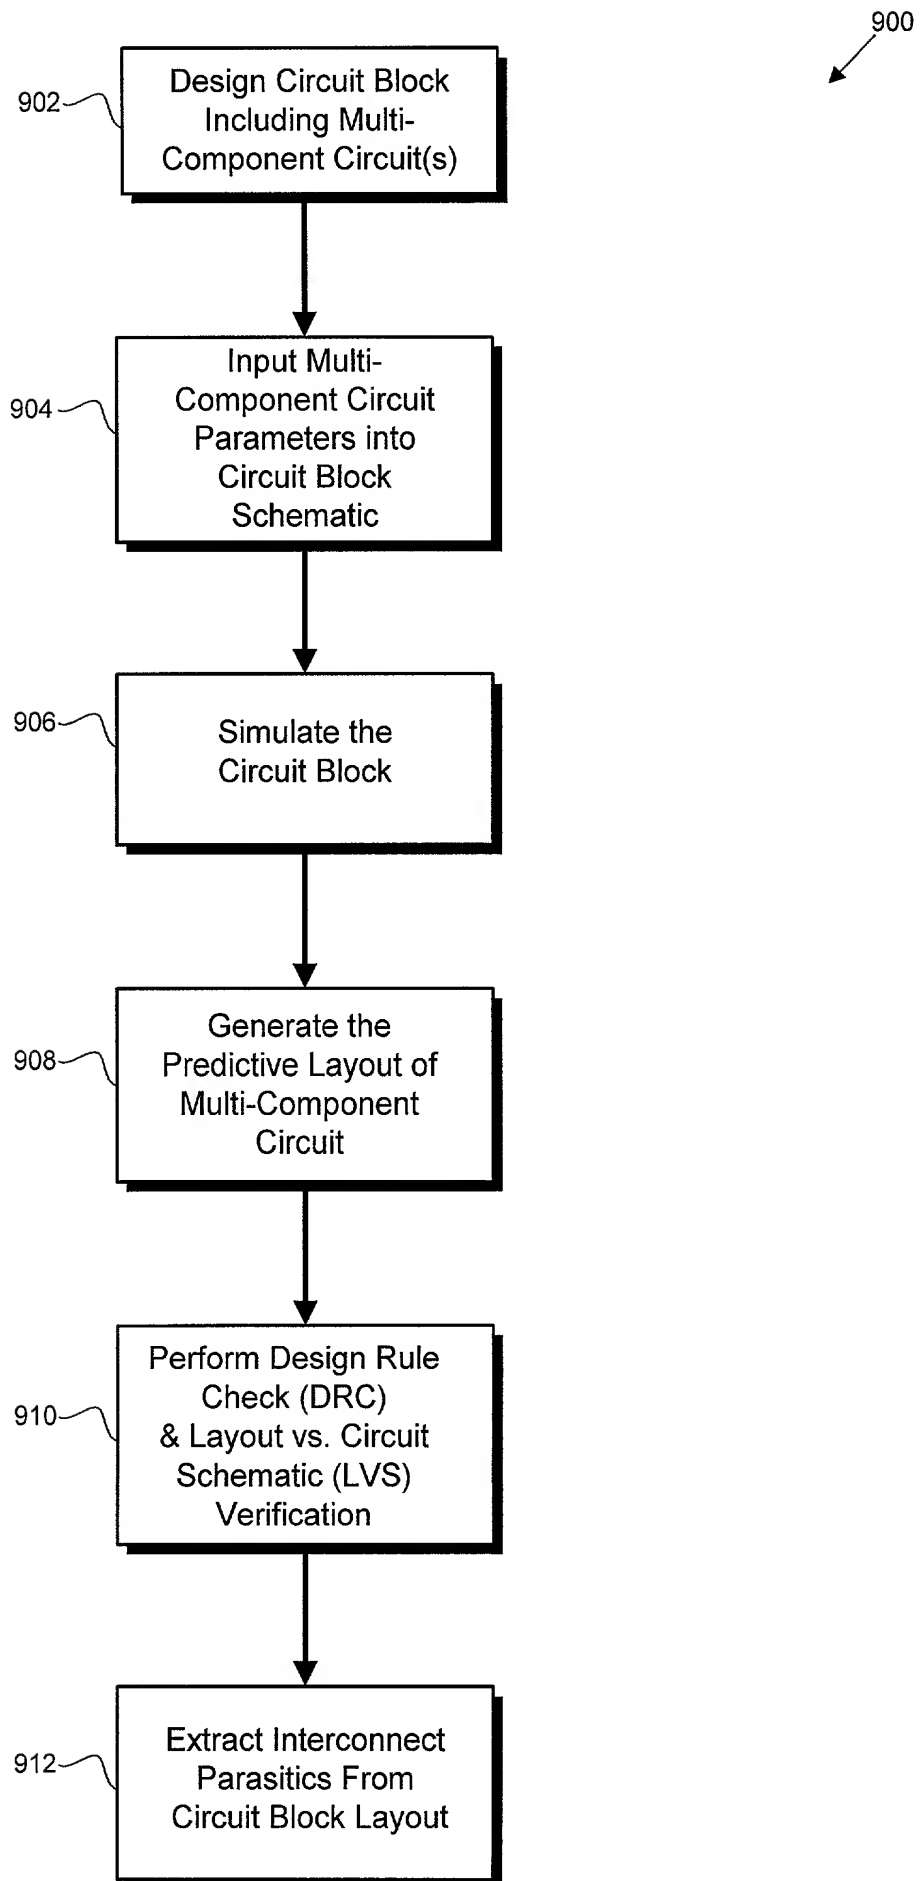 900
902
Design Circuit Block
Including Multi-
Component Circuit(s)
904
Input Multi-
Component Circuit
Parameters into
Circuit Block
Schematic
906
Simulate the
Circuit Block
908
Generate the
Predictive Layout of
Multi-Component
Circuit
910
Perform Design Rule
Check (DRC)
& Layout vs. Circuit
Schematic (LVS)
Verification
912
Extract Interconnect
Parasitics From
Circuit Block Layout